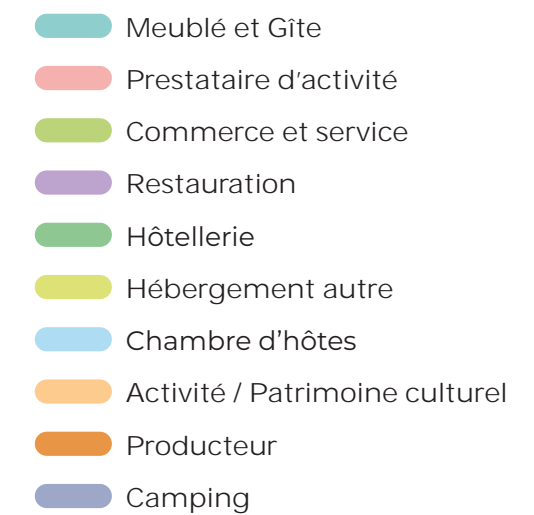 Meublé et Gîte
Prestataire d'activité
Commerce et service
Restauration
Hôtellerie
Hébergement autre
Chambre d’hôtes
Activité / Patrimoine culturel
Producteur
Camping